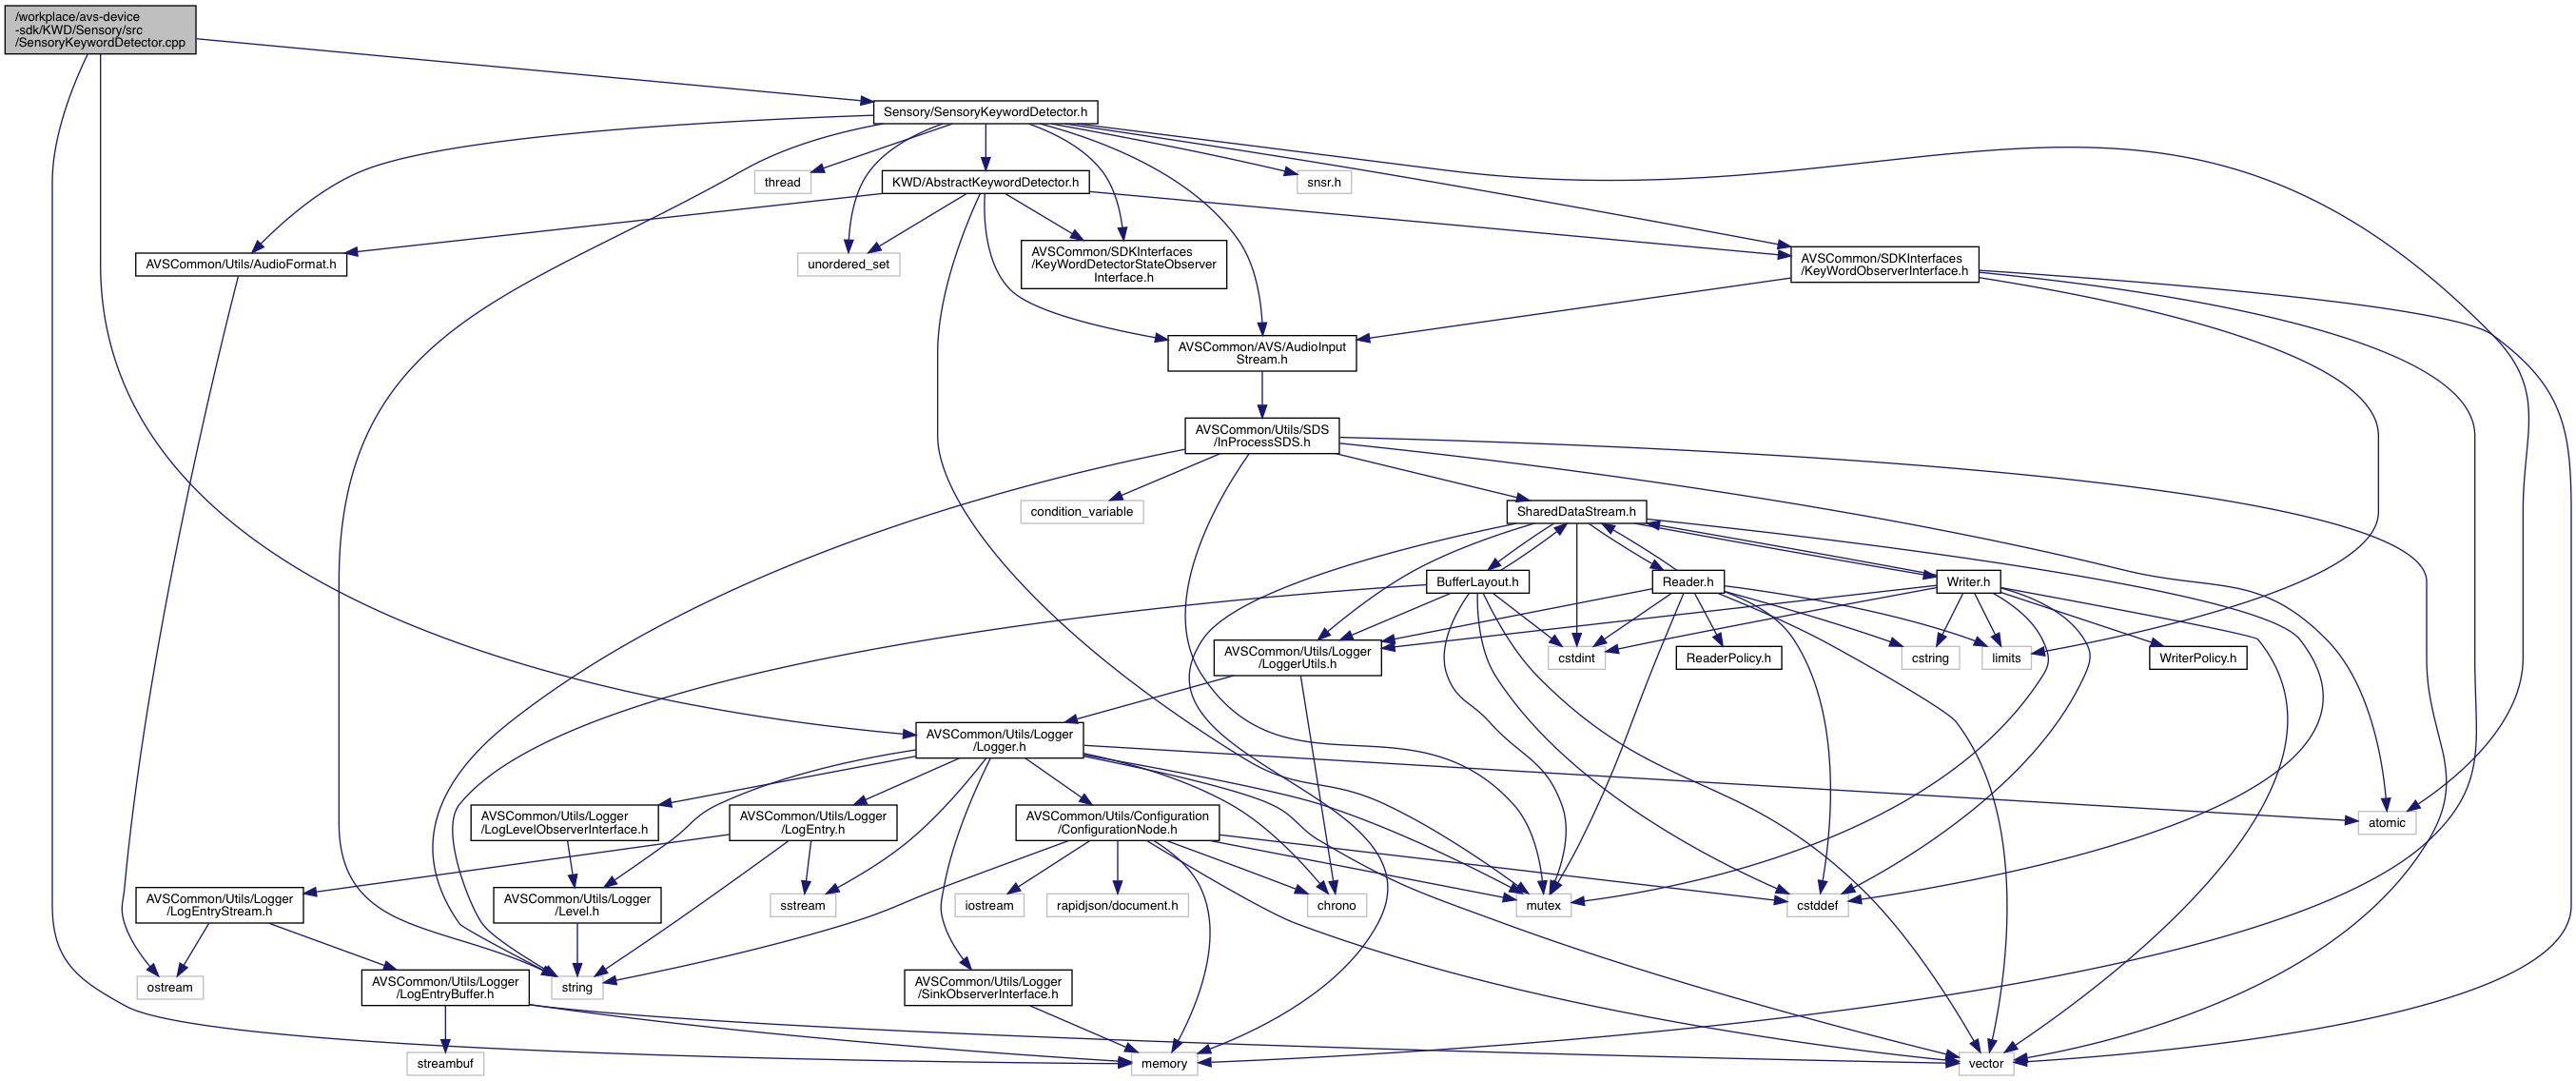 /workplace/avs-device
-sdk/KWD/Sensory/src
/SensoryKeywordDetector.cpp
Sensory/SensoryKeywordDetector.h
thread
KWD/AbstractKeywordDetector.h
snsr.h
AVSCommon/Utils/AudioFormat.h
unordered_set
AVSCommon/SDKInterfaces
/KeyWordDetectorStateObserver
Interface.h
AVSCommon/SDKInterfaces
/KeyWordObserverInterface.h
AVSCommon/AVS/AudioInput
Stream.h
AVSCommon/Utils/SDS
/InProcessSDS.h
condition_variable
SharedDataStream.h
BufferLayout.h
Reader.h
Writer.h
AVSCommon/Utils/Logger
/LoggerUtils.h
cstdint
ReaderPolicy.h
cstring
limits
WriterPolicy.h
AVSCommon/Utils/Logger
/Logger.h
AVSCommon/Utils/Logger
/LogLevelObserverInterface.h
AVSCommon/Utils/Logger
/LogEntry.h
AVSCommon/Utils/Configuration
/ConfigurationNode.h
atomic
AVSCommon/Utils/Logger
/LogEntryStream.h
AVSCommon/Utils/Logger
/Level.h
sstream
iostream
rapidjson/document.h
chrono
mutex
cstddef
ostream
AVSCommon/Utils/Logger
/LogEntryBuffer.h
string
AVSCommon/Utils/Logger
/SinkObserverInterface.h
streambuf
memory
vector